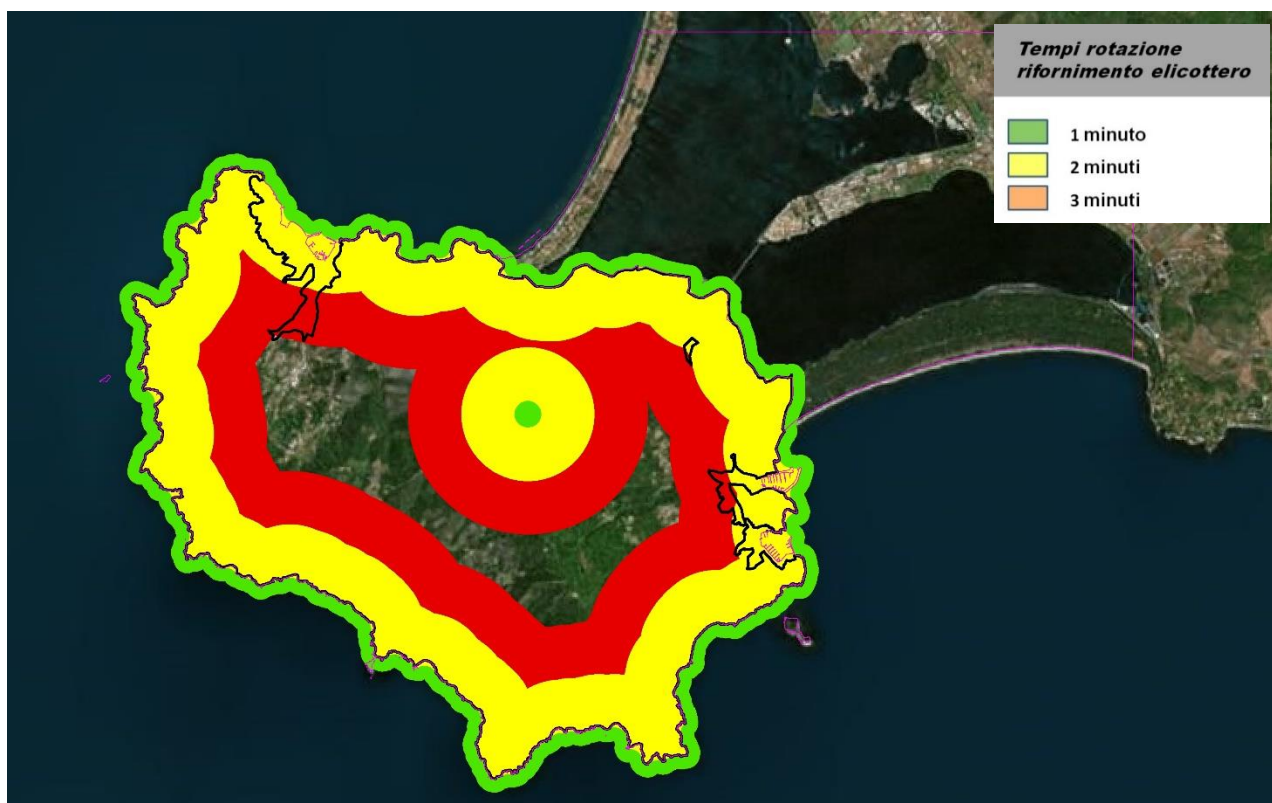 Tempi rotazione
rifornimento elicottero
1 minuto
2 minuti
3 minuti